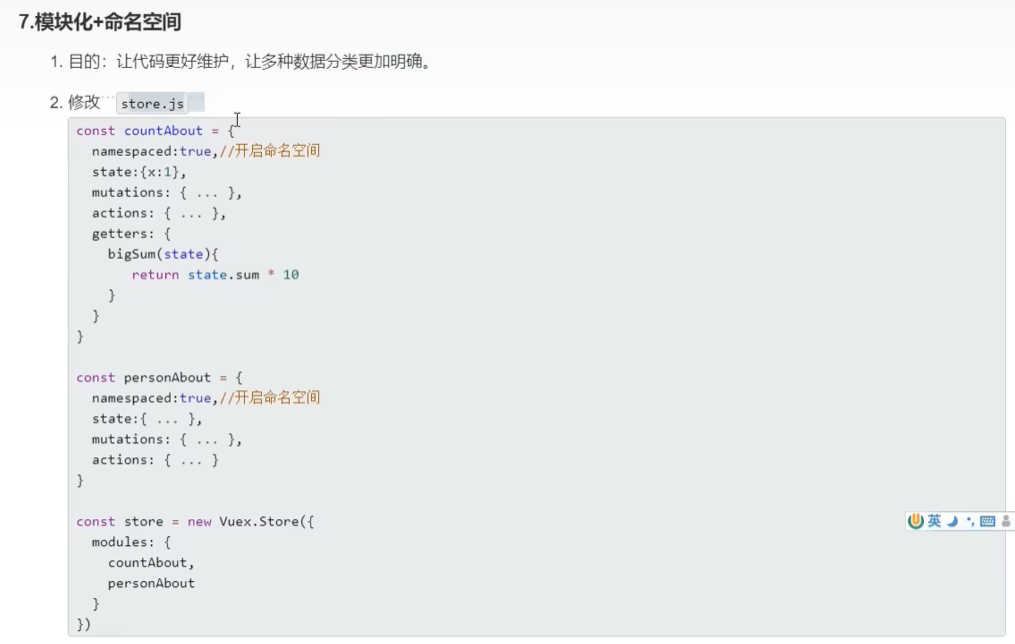 7.模块化+命名空间
1. 目的：让代码更好维护，让多种数据分类更加明确。
2. 修改 ```store.js```
const countAbout = {
  namespaced:true,//开启命名空间
  state:{x:1},
  mutations: { ... },
  actions: { ... },
  getters: {
    bigSum(state){
       return state.sum * 10
    }
  }
}

const personAbout = {
  namespaced:true,//开启命名空间
  state:{ ... },
  mutations: { ... },
  actions: { ... }
}

const store = new Vuex.Store({
  modules: {
    countAbout,
    personAbout
  }
})
英